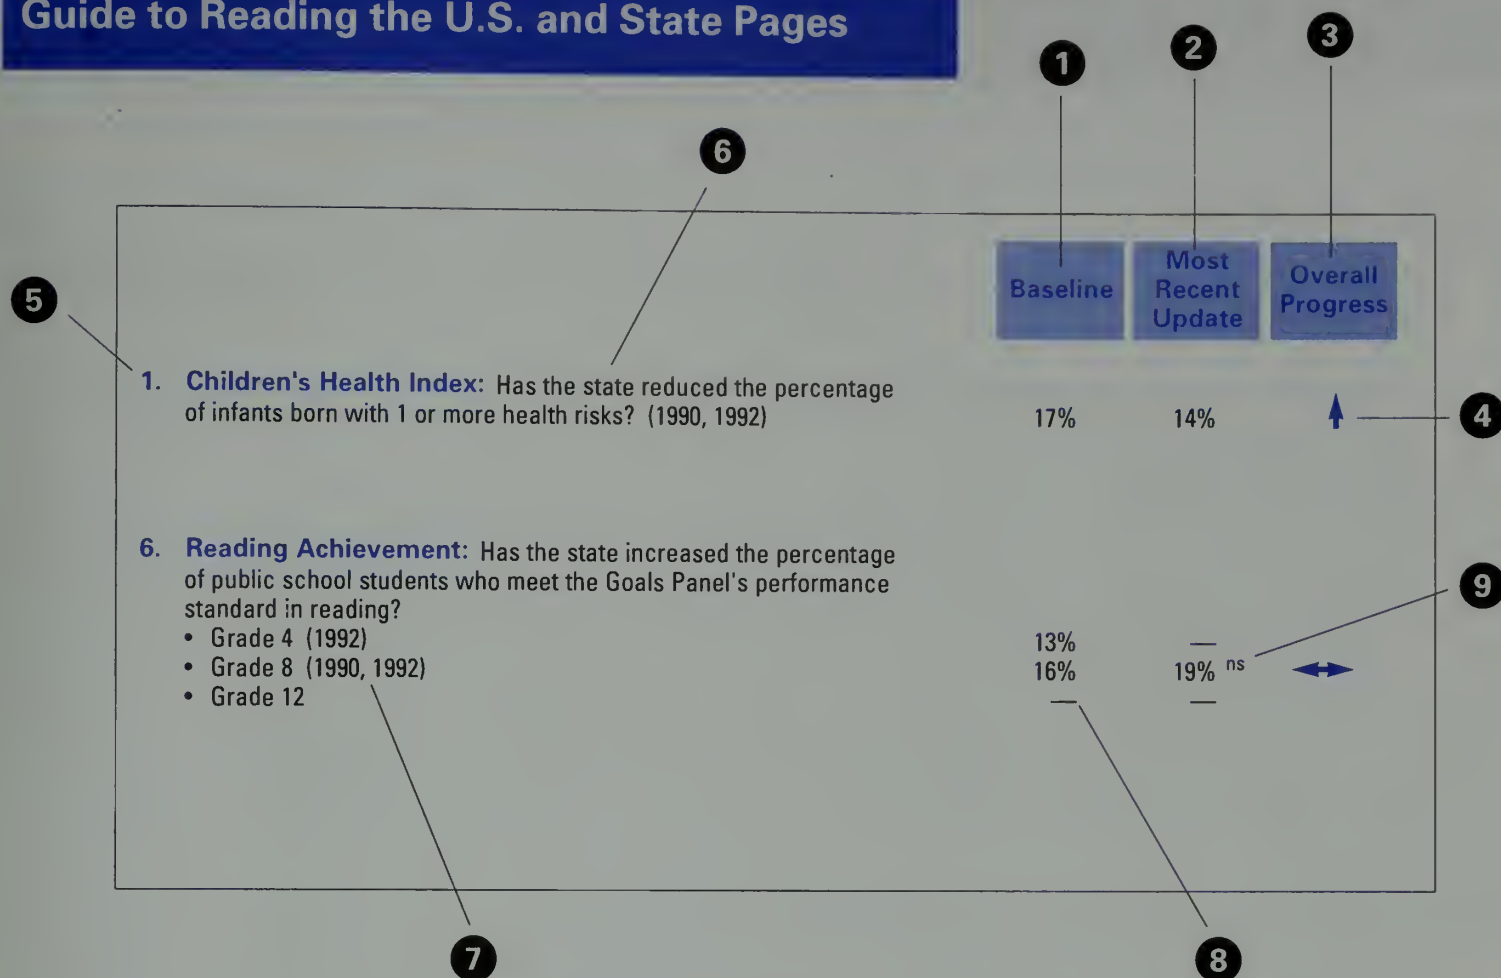 Guide to Reading the U.S. and State Pages
1
2
3
6
5
Baseline
Most
Recent
Update
Overall
Progress
1. Children's Health Index: Has the state reduced the percentage
of infants born with 1 or more health risks? (1990, 1992) 17% 14%
4
6. Reading Achievement: Has the state increased the percentage
of public school students who meet the Goals Panel's performance
standard in reading?
9
• Grade 4 (1992) 13% —
• Grade 8 (1990, 1992) 16% 19% ns
• Grade 12 — —
7
8